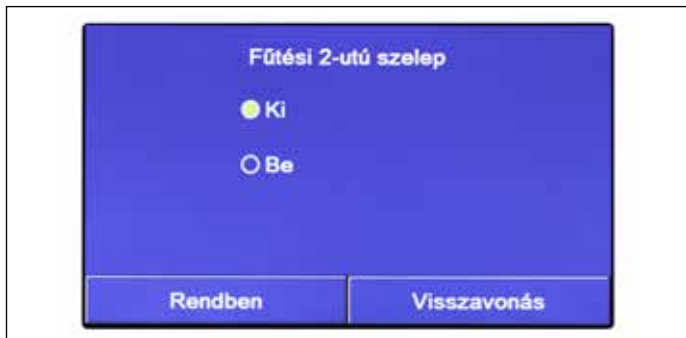 Fűtési 2-utú szelep
Ki
Be
Rendben
Visszavonás